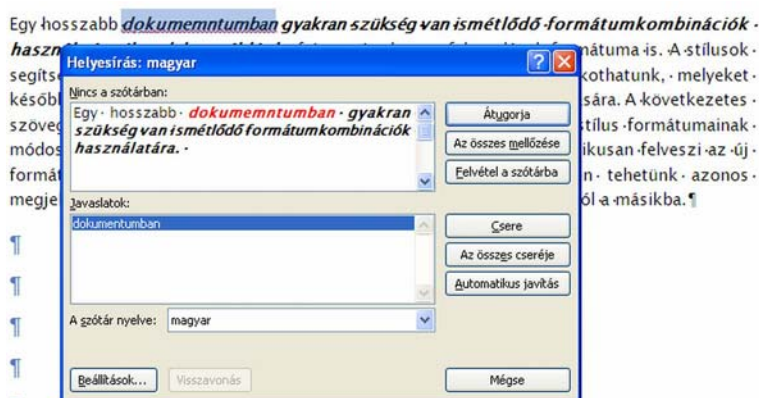 Egy hosszabb dokumemntumban gyakran szükség van ismétlődő formátumkombinációk
haszn
mátuma is. A stílusok
segíts
kothatunk, melyeket
későb
sára. A következetes
szöveg
stílus formátumainak
módos
ikusan felveszi az új
formát
n tehetünk azonos
megje
ól a másikba.¶
Helyesírás: magyar
Nincs a szótárban:
Egy hosszabb dokumemntumban gyakran
szükség van ismétlődő formátumkombinációk
használatára.
Átugorja
Az összes mellőzése
Felvétel a szótárba
Javaslatok:
dokumentumban
Csere
Az összes cseréje
Automatikus javítás
A szótár nyelve: magyar
Beállítások... Visszavonás Mégse
¶
¶
¶
¶